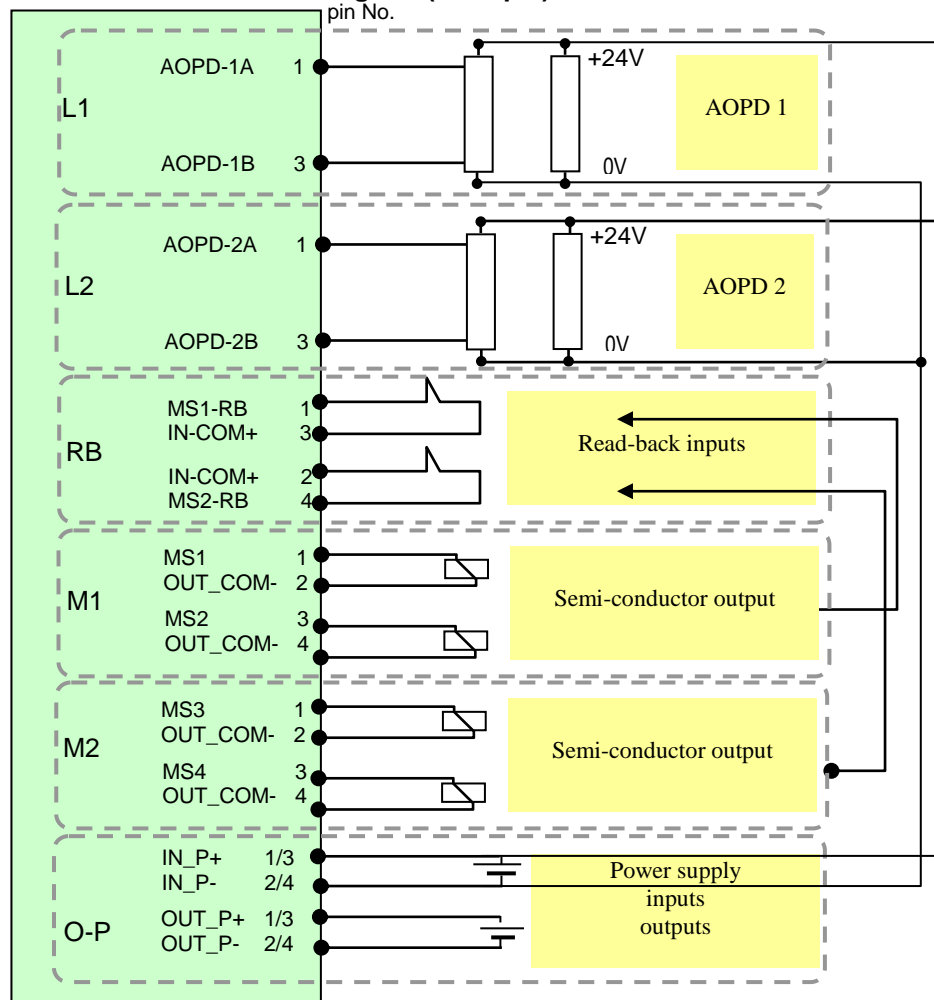 pin No.
L1
AOPD-1A 1
AOPD-1B 3
+24V
0V
AOPD 1
L2
AOPD-2A 1
AOPD-2B 3
+24V
0V
AOPD 2
RB
MS1-RB 1
IN-COM+ 3
IN-COM+ 2
MS2-RB 4
Read-back inputs
M1
MS1 1
OUT_COM- 2
MS2 3
OUT_COM- 4
Semi-conductor output
M2
MS3 1
OUT_COM- 2
MS4 3
OUT_COM- 4
Semi-conductor output
O-P
IN_P+ 1/3
IN_P- 2/4
OUT_P+ 1/3
OUT_P- 2/4
Power supply
inputs
outputs